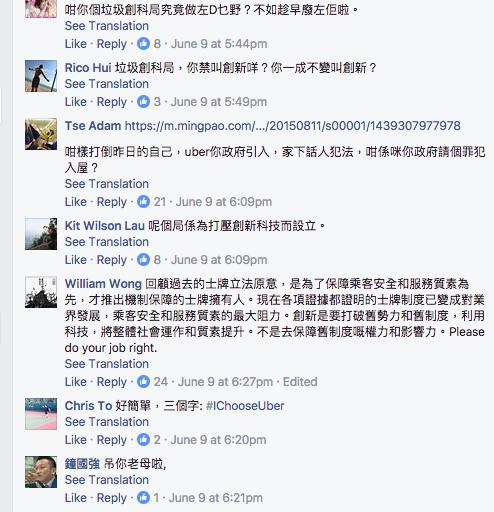 咁你個垃圾創科局究竟做左D乜野？不如趁早廢左佢啦。
See Translation
Like · Reply · 8 · June 9 at 5:44pm
Rico Hui 垃圾創科局，你禁叫創新咩？你一成不變叫創新？
See Translation
Like · Reply · 3 · June 9 at 5:49pm
Tse Adam https://m.mingpao.com/.../20150811/s00001/1439307977978
咁樣打倒昨日的自己，uber你政府引入，家下話人犯法，咁係咪你政府請個罪犯
入屋？
See Translation
Like · Reply · 21 · June 9 at 6:09pm
Kit Wilson Lau 呢個局係為打壓創新科技而設立。
See Translation
Like · Reply · 8 · June 9 at 6:09pm
William Wong 回顧過去的士牌立法原意，是為了保障乘客安全和服務質素為
先，才推出機制保障的士牌擁有人。現在各項證據都證明的士牌制度已變成對業
界發展，乘客安全和服務質素的最大阻力。創新是要打破舊勢力和舊制度，利用
科技，將整體社會運作和質素提升。不是去保障舊制度嘅權力和影響力。Please
do your job right.
See Translation
Like · Reply · 24 · June 9 at 6:27pm · Edited
Chris To 好簡單，三個字: #IChooseUber
See Translation
Like · Reply · 2 · June 9 at 6:20pm
鐘國強 吊你老母啦,
See Translation
Like · Reply · 1 · June 9 at 6:21pm